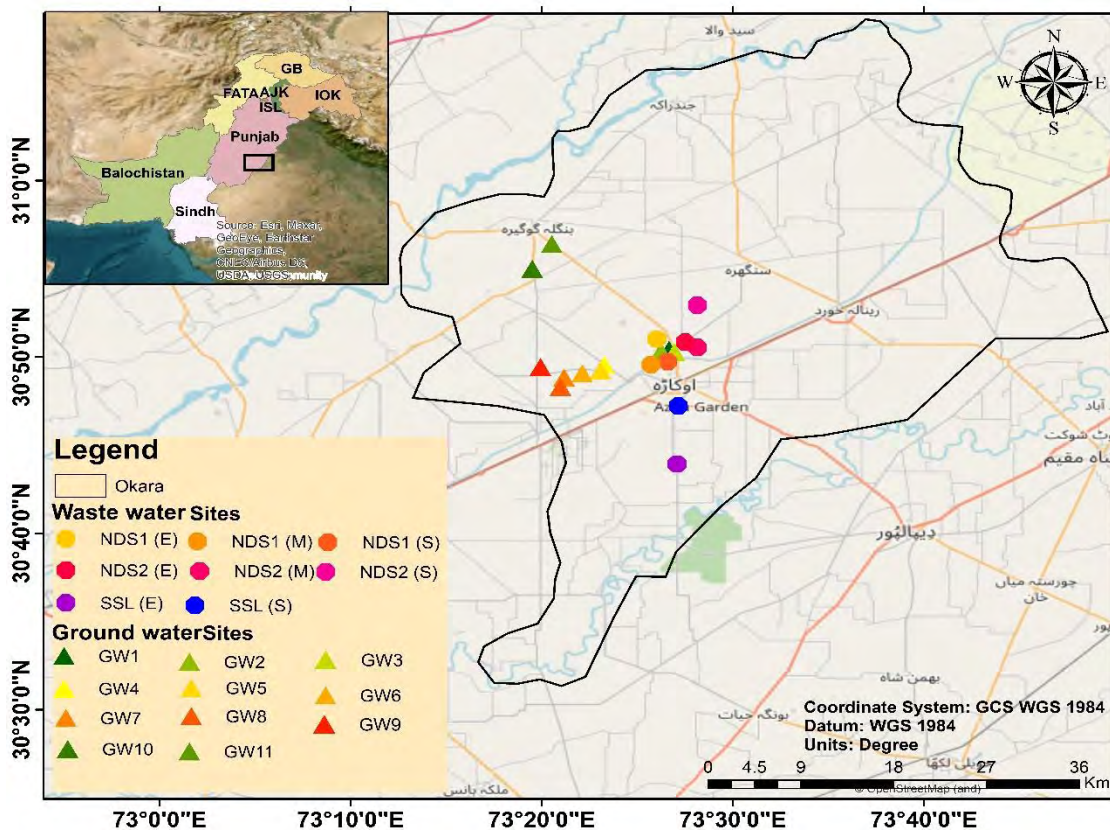 GB
FATA
AJK
ISL
IOK
Punjab
Balochistan
Sindh
Source: Esri, Maxar,
GeoEye, Earthstar
Geographics,
CNES/Airbus DS,
USDA, USGS,
N
W
E
S
سید والا
جندراکہ
بنگلہ گوگیرہ
سنگھرہ
رینالہ خورد
اوکاڑہ
Garden
آباد
شاہ مقیم
دیپالپور
چورستہ میاں
خان
پور
بھمن شاہ
بونگہ حیات
ملکہ ہانس
31°0'0"N
30°50'0"N
30°40'0"N
30°30'0"N
Legend
Okara
Waste water Sites
NDS1 (E) NDS1 (M) NDS1 (S)
NDS2 (E) NDS2 (M) NDS2 (S)
SSL (E) SSL (S)
Ground water Sites
GW1 GW2 GW3
GW4 GW5 GW6
GW7 GW8 GW9
GW10 GW11
Coordinate System: GCS WGS 1984
Datum: WGS 1984
Units: Degree
0 4.5 9 18 27 36
Km
© OpenStreetMap (and)
73°0'0"E 73°10'0"E 73°20'0"E 73°30'0"E 73°40'0"E